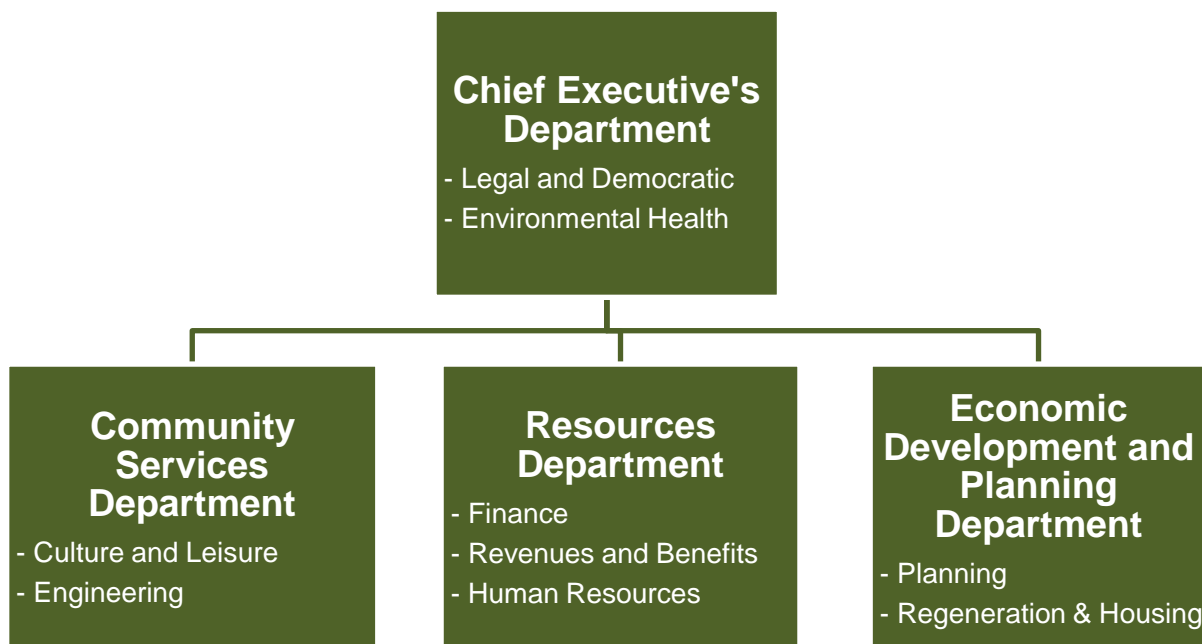 Chief Executive's
Department
- Legal and Democratic
- Environmental Health
Community
Services
Department
- Culture and Leisure
- Engineering
Resources
Department
- Finance
- Revenues and Benefits
- Human Resources
Economic
Development and
Planning
Department
- Planning
- Regeneration & Housing